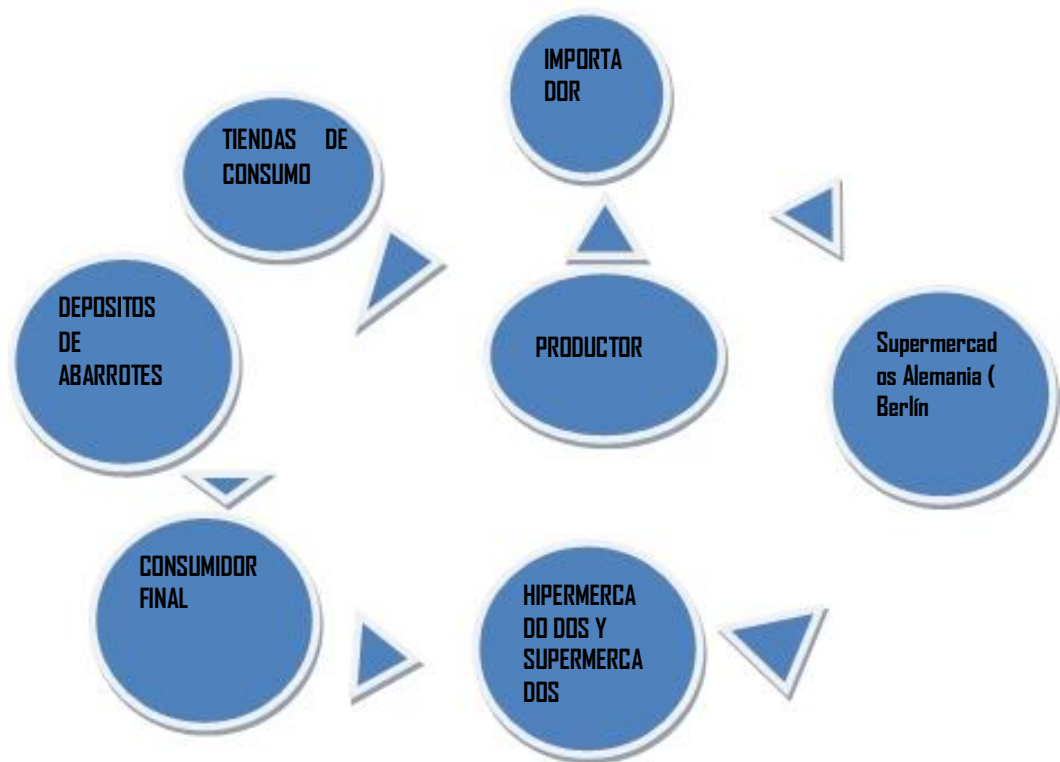 IMPORTA
DOR
TIENDAS DE
CONSUMO
DEPOSITOS
DE
ABARROTES
PRODUCTOR
Supermercad
os Alemania (
Berlín
CONSUMIDOR
FINAL
HIPERMERCA
DO DOS Y
SUPERMERCA
DOS